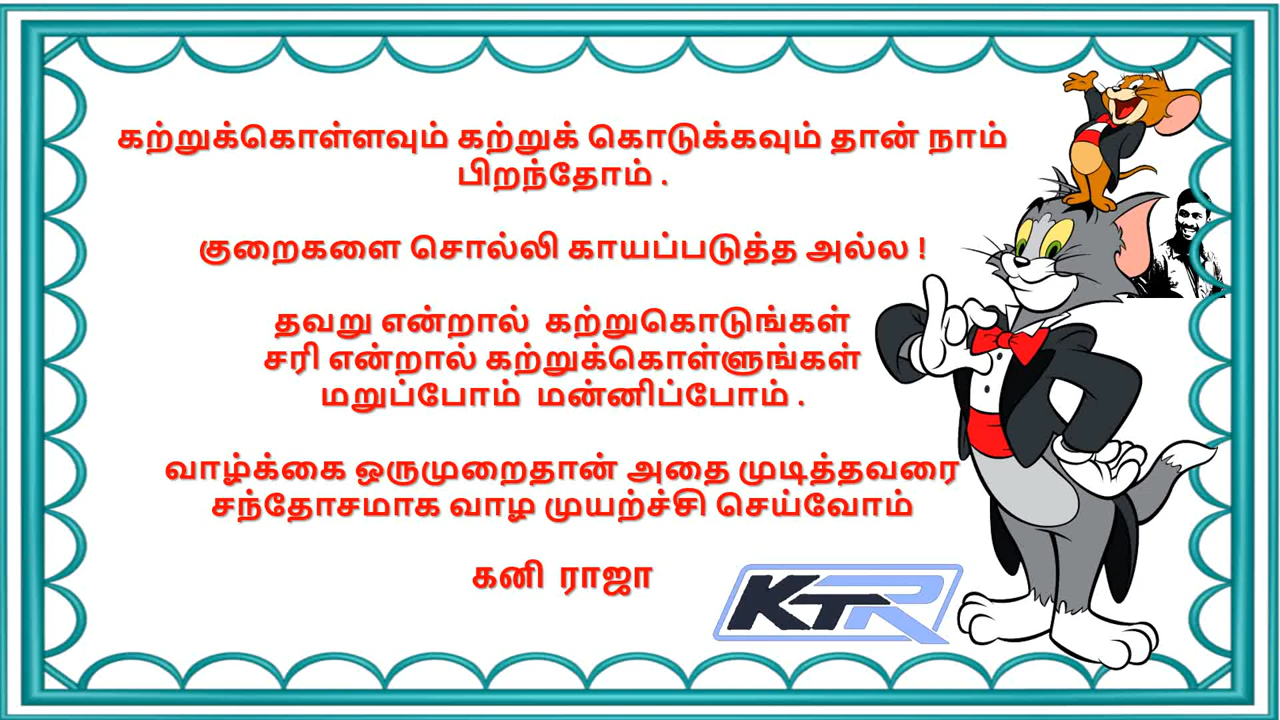 கற்றுக்கொள்ளவும் கற்றுக் கொடுக்கவும் தான் நாம்
பிறந்தோம் .
குறைகளை சொல்லி காயப்படுத்த அல்ல !
தவறு என்றால் கற்றுகொடுங்கள்
சரி என்றால் கற்றுக்கொள்ளுங்கள்
மறுப்போம் மன்னிப்போம் .
வாழ்க்கை ஒருமுறைதான் அதை முடித்தவரை
சந்தோசமாக வாழ முயற்ச்சி செய்வோம்
கனி ராஜா
KTR